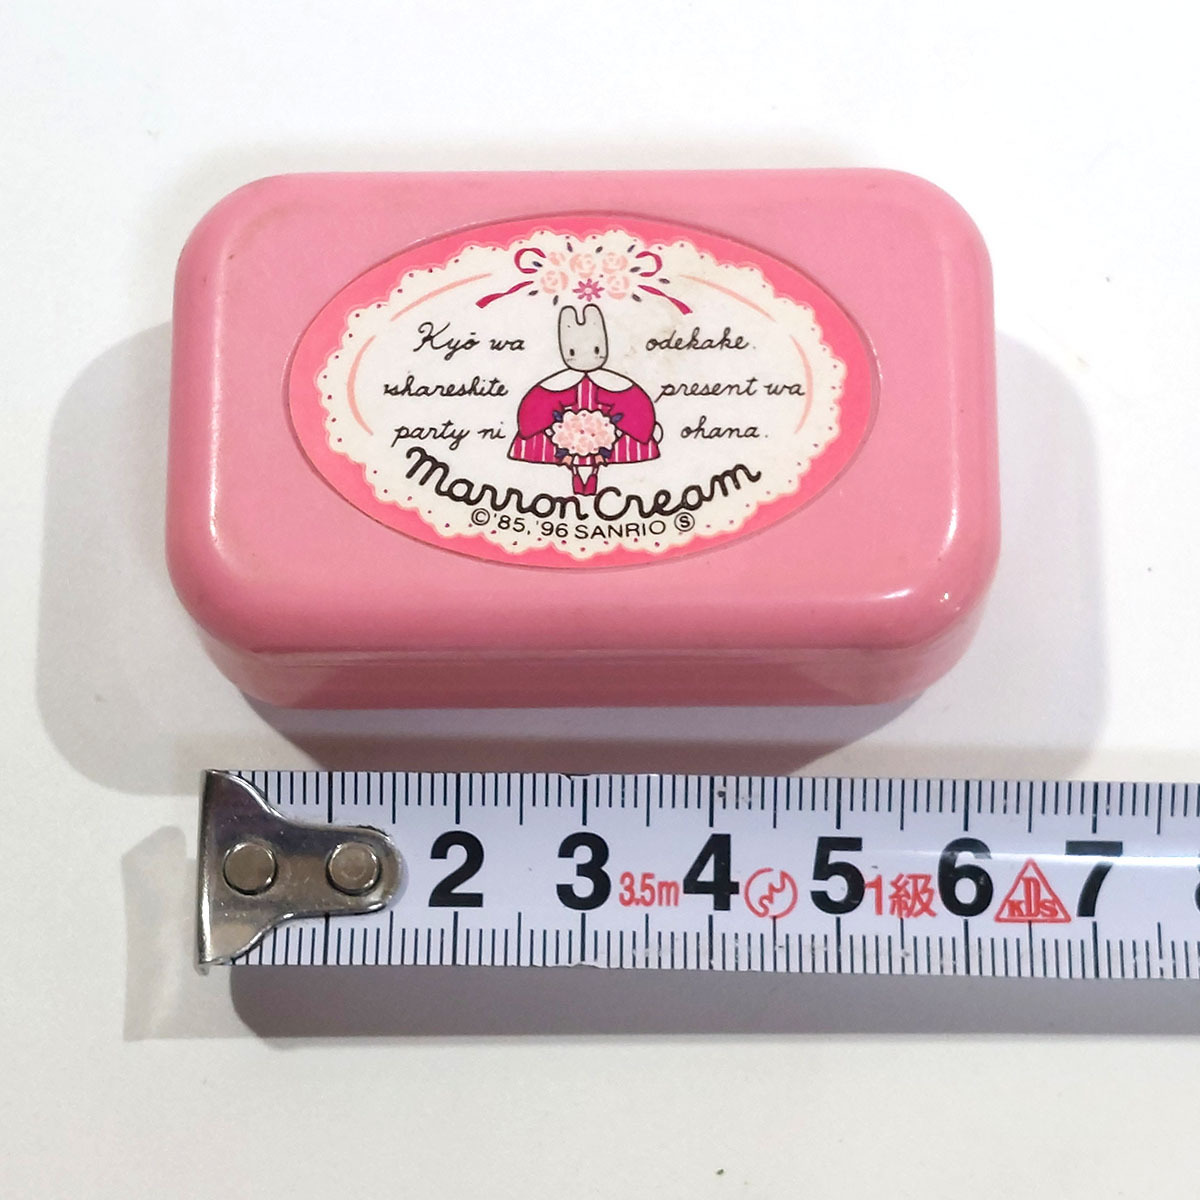 Kyō wa odekake.
oshareshite present wa
party ni ohana.
Marron Cream
© '85, '96 SANRIO Ⓢ
2 3 3.5m 4 5 1級 6 KDS 7